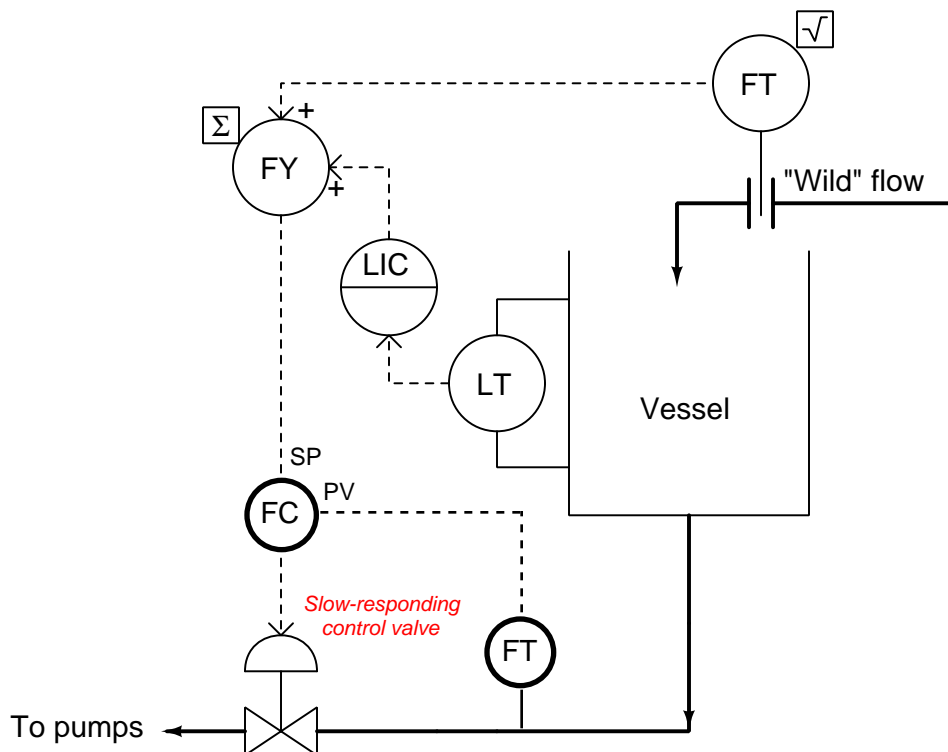 √
FT
+
Σ
FY
+
"Wild" flow
LIC
LT
Vessel
SP
PV
FC
Slow-responding
control valve
FT
To pumps